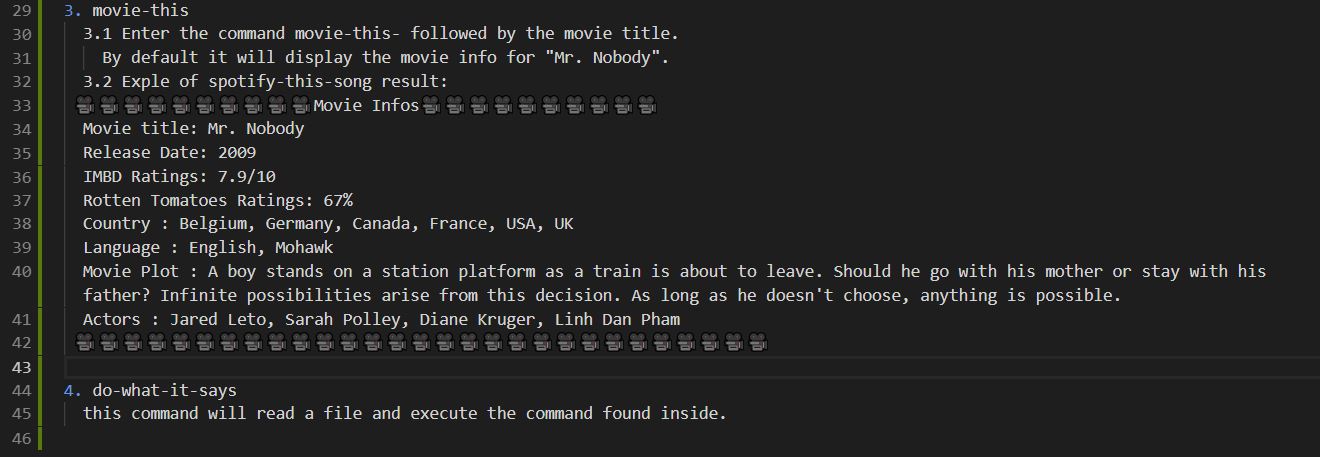 29 3. movie-this
30 3.1 Enter the command movie-this- followed by the movie title.
31 By default it will display the movie info for "Mr. Nobody".
32 3.2 Exple of spotify-this-song result:
33 🎥🎥🎥🎥🎥🎥🎥🎥🎥🎥Movie Infos🎥🎥🎥🎥🎥🎥🎥🎥🎥🎥
34 Movie title: Mr. Nobody
35 Release Date: 2009
36 IMBD Ratings: 7.9/10
37 Rotten Tomatoes Ratings: 67%
38 Country : Belgium, Germany, Canada, France, USA, UK
39 Language : English, Mohawk
40 Movie Plot : A boy stands on a station platform as a train is about to leave. Should he go with his mother or stay with his
father? Infinite possibilities arise from this decision. As long as he doesn't choose, anything is possible.
41 Actors : Jared Leto, Sarah Polley, Diane Kruger, Linh Dan Pham
42 🎥🎥🎥🎥🎥🎥🎥🎥🎥🎥🎥🎥🎥🎥🎥🎥🎥🎥🎥🎥🎥🎥🎥🎥🎥🎥🎥🎥🎥
43
44 4. do-what-it-says
45 this command will read a file and execute the command found inside.
46